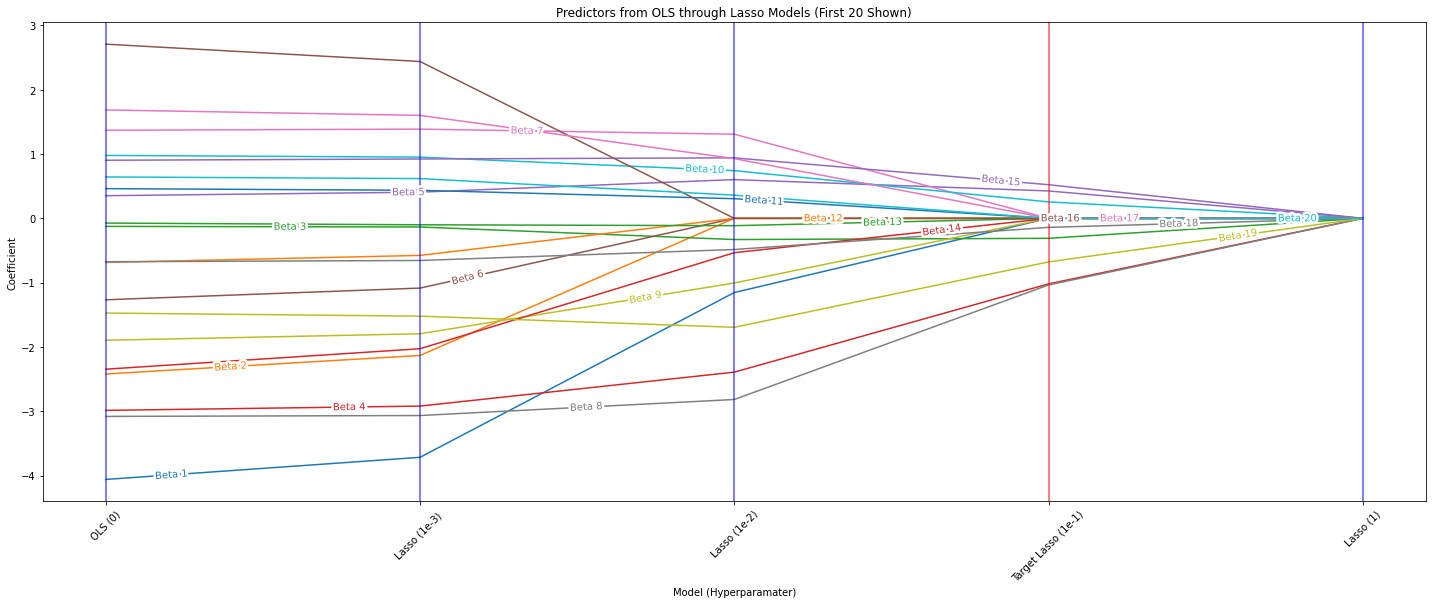 Predictors from OLS through Lasso Models (First 20 Shown)
3
2
1
0
−1
−2
−3
−4
Coefficient
Beta 1
Beta 2
Beta 3
Beta 4
Beta 5
Beta 6
Beta 7
Beta 8
Beta 9
Beta 10
Beta 11
Beta 12
Beta 13
Beta 14
Beta 15
Beta 16
Beta 17
Beta 18
Beta 19
Beta 20
OLS (0)
Lasso (1e-3)
Lasso (1e-2)
Target Lasso (1e-1)
Lasso (1)
Model (Hyperparamater)